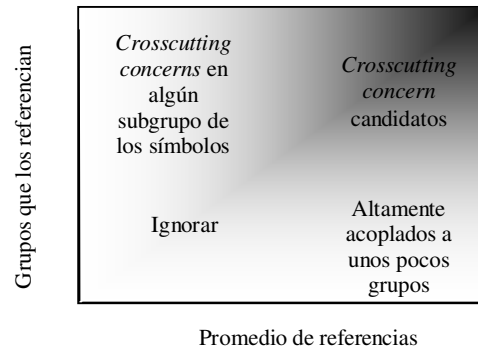 Grupos que los referencian
Crosscutting
concerns en
algún
subgrupo de
los símbolos
Crosscutting
concern
candidatos
Ignorar
Altamente
acoplados a
unos pocos
grupos
Promedio de referencias